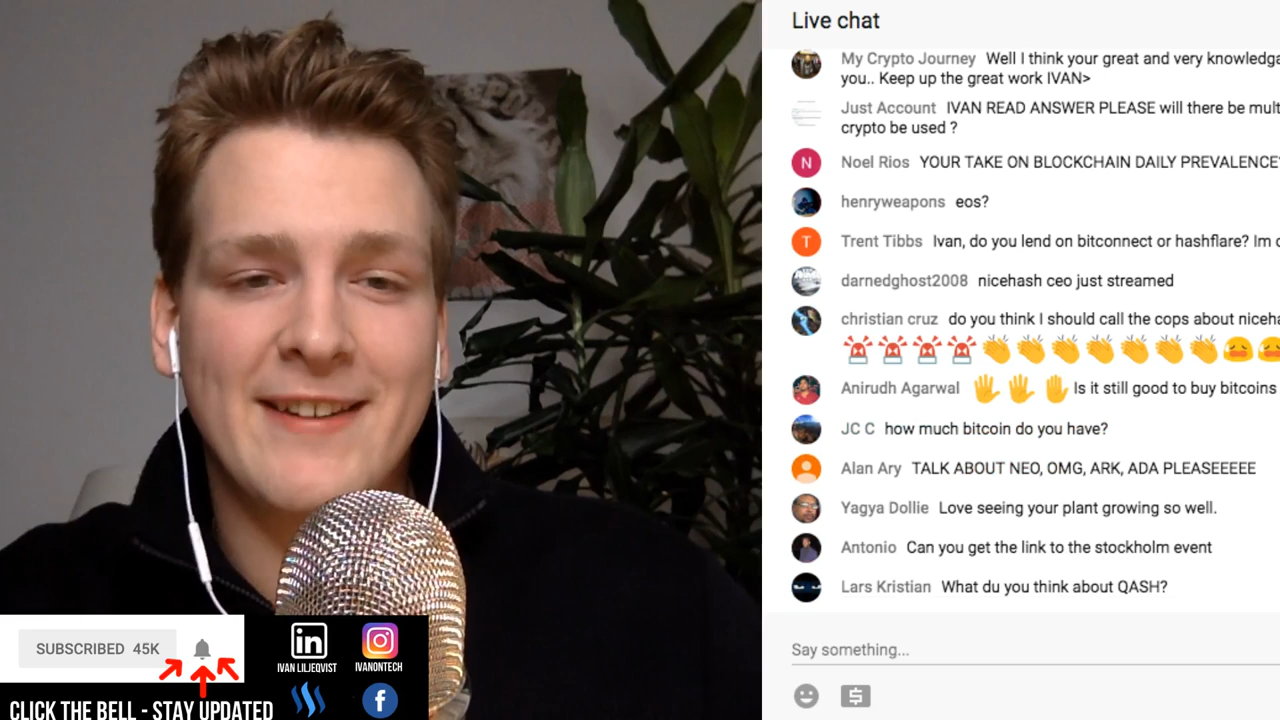 Live chat
My Crypto Journey Well I think your great and very
you.. Keep up the great work IVAN>
Just Account IVAN READ ANSWER PLEASE will there be
crypto be used ?
Noel Rios YOUR TAKE ON BLOCKCHAIN DAILY PREVALENCE
henryweapons eos?
Trent Tibbs Ivan, do you lend on bitconnect or hashflare? Im
darnedghost2008 nicehash ceo just streamed
christian cruz do you think I should call the cops about
Anirudh Agarwal Is it still good to buy bitcoins
JC C how much bitcoin do you have?
Alan Ary TALK ABOUT NEO, OMG, ARK, ADA PLEASEEEEE
Yagya Dollie Love seeing your plant growing so well.
Antonio Can you get the link to the stockholm event
Lars Kristian What du you think about QASH?
Say something...
N
T
SUBSCRIBED 45K
CLICK THE BELL - STAY UPDATED
in
IVAN LILJEQVIST
IVANONTECH
f